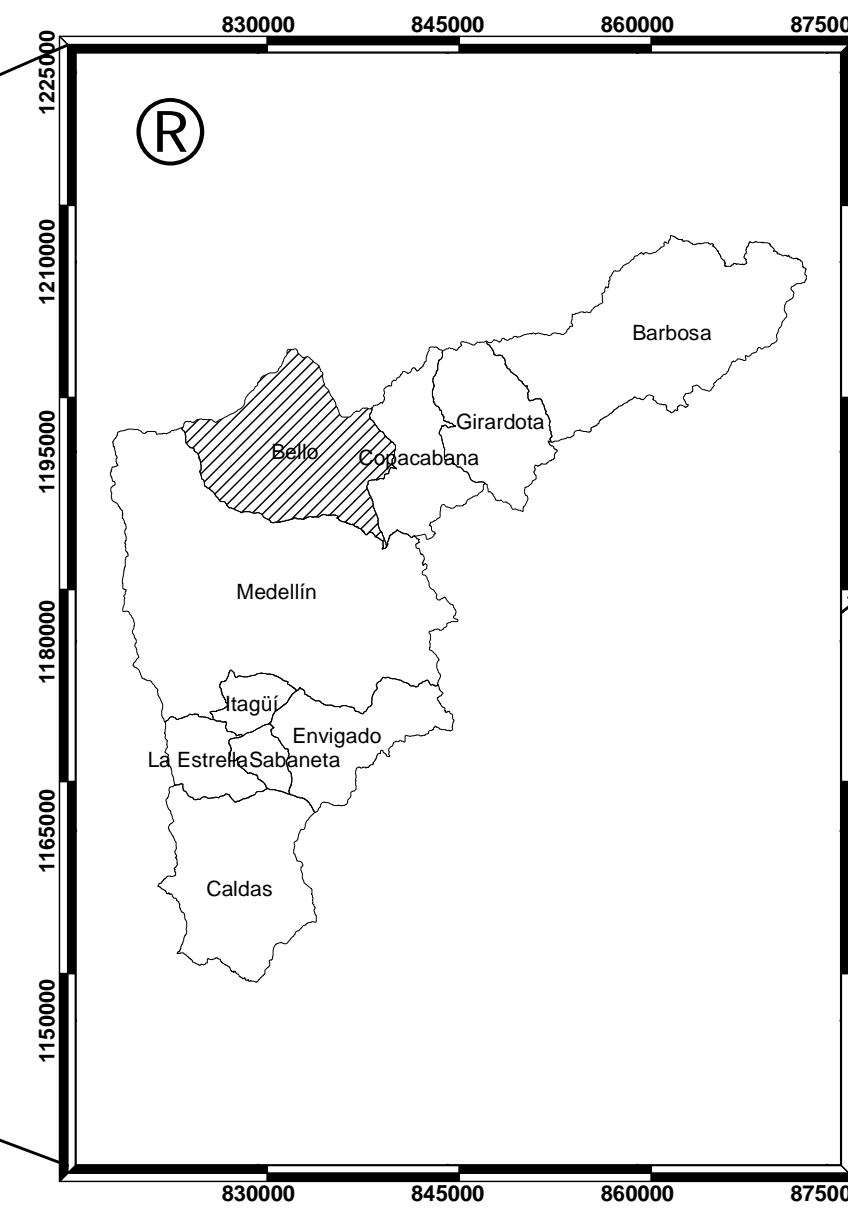 830000 845000 860000 87500
1225000
®
1210000
Barbosa
Girardota
1195000
Bello
Copacabana
Medellín
1180000
Itagüí
Envigado
La Estrella Sabaneta
1165000
Caldas
1150000
830000 845000 860000 87500